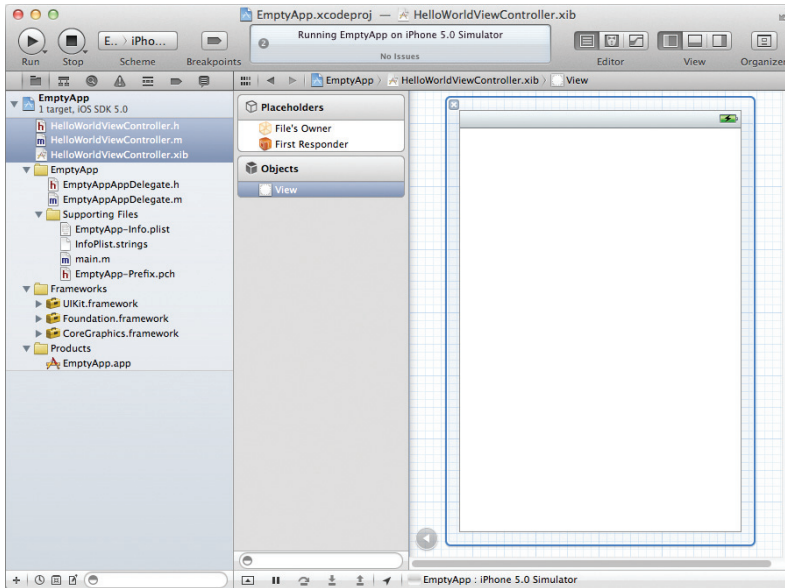 EmptyApp.xcodeproj — HelloWorldViewController.xib
E... › iPho...
Running EmptyApp on iPhone 5.0 Simulator
2
No Issues
Run Stop Scheme Breakpoints Editor View Organizer
EmptyApp › HelloWorldViewController.xib › View
EmptyApp
1 target, iOS SDK 5.0
h HelloWorldViewController.h
m HelloWorldViewController.m
HelloWorldViewController.xib
EmptyApp
h EmptyAppAppDelegate.h
m EmptyAppAppDelegate.m
Supporting Files
EmptyApp-Info.plist
InfoPlist.strings
m main.m
h EmptyApp-Prefix.pch
Frameworks
UIKit.framework
Foundation.framework
CoreGraphics.framework
Products
EmptyApp.app
Placeholders
File's Owner
First Responder
Objects
View
EmptyApp : iPhone 5.0 Simulator